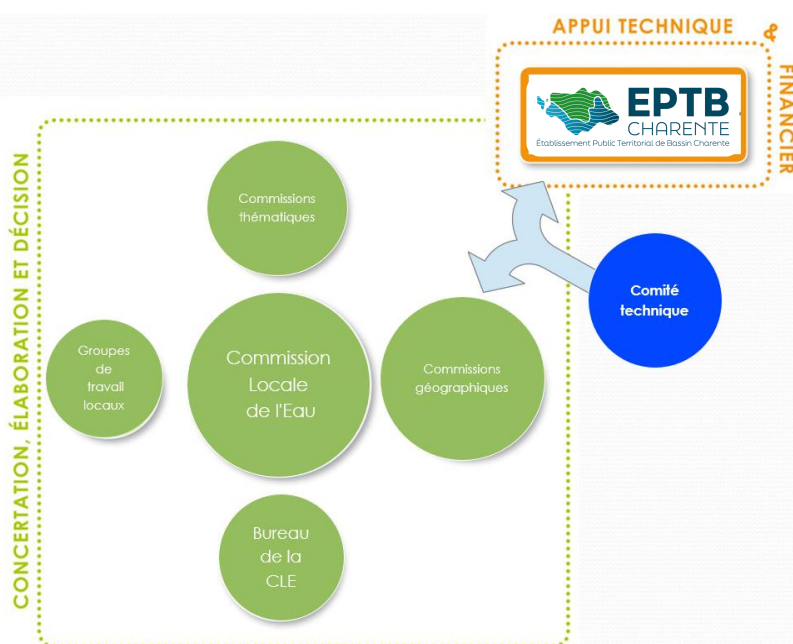 APPUI TECHNIQUE &
FINANCIER
EPTB
CHARENTE
Établissement Public Territorial de Bassin Charente
CONCERTATION, ÉLABORATION ET DÉCISION
Commissions
thématiques
Comité
technique
Groupes
de
travail
locaux
Commission
Locale
de l'Eau
Commissions
géographiques
Bureau
de la
CLE